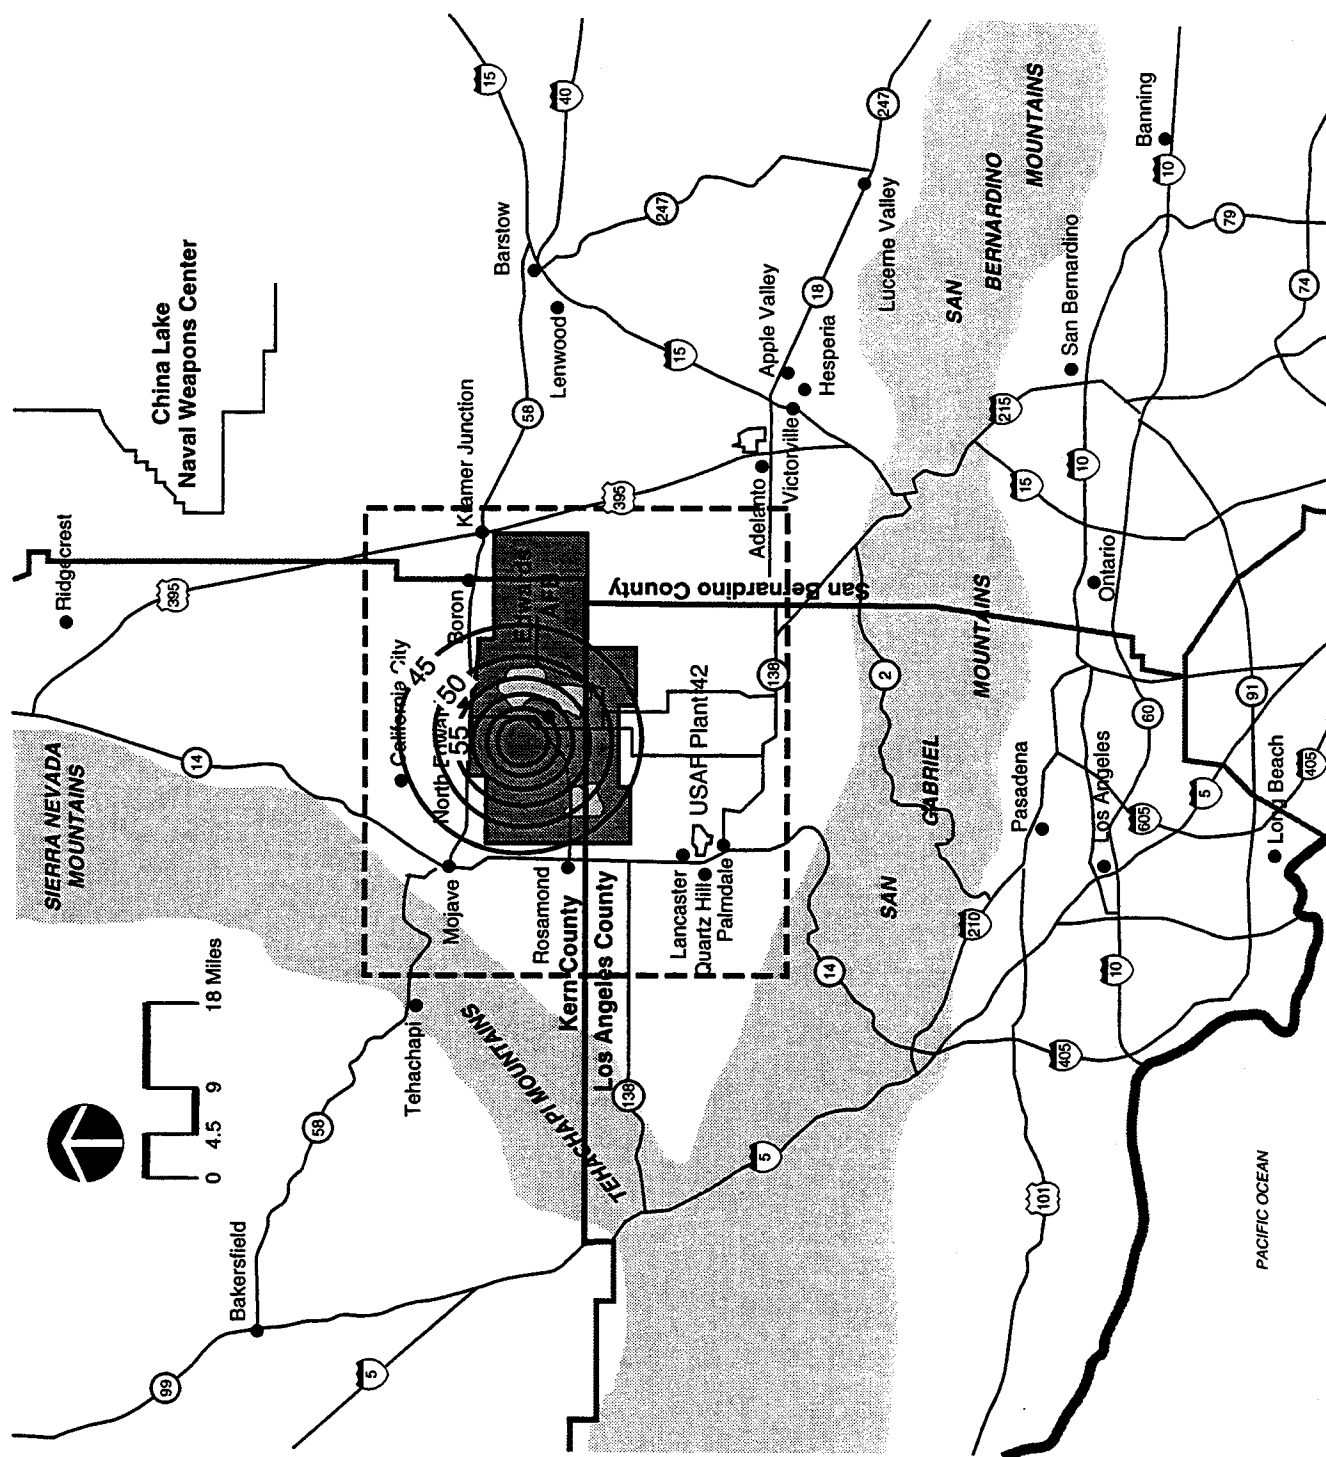 SIERRA NEVADA
MOUNTAINS
Ridgecrest
China Lake
Naval Weapons Center
0 4.5 9 18 Miles
395
14
99
Bakersfield
58
5
Tehachapi
TEHACHAPI MOUNTAINS
Mojave
California City
North Edwards
Boron
Kramer Junction
58
Barstow
Lenwood
15
40
45
50
55
Edwards
AFB
Rosamond
Kern County
Los Angeles County
San Bernardino County
138
395
247
15
Lancaster
Quartz Hill
Palmdale
USAF Plant 42
138
Adelanto
Victorville
Apple Valley
Hesperia
18
Lucerne Valley
247
5
14
2
SAN
GABRIEL
MOUNTAINS
SAN
BERNARDINO
MOUNTAINS
210
215
15
405
101
10
Pasadena
Los Angeles
Ontario
10
San Bernardino
Banning
10
60
605
5
91
79
74
Long Beach
405
PACIFIC OCEAN